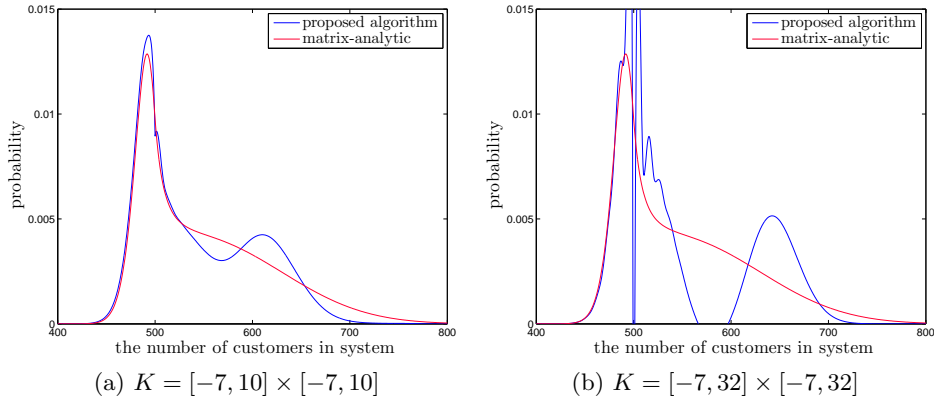 0.015
proposed algorithm
matrix-analytic
0.01
probability
0.005
0
400
500
600
700
800
the number of customers in system
(a) K = [−7, 10] × [−7, 10]
0.015
proposed algorithm
matrix-analytic
0.01
probability
0.005
0
400
500
600
700
800
the number of customers in system
(b) K = [−7, 32] × [−7, 32]